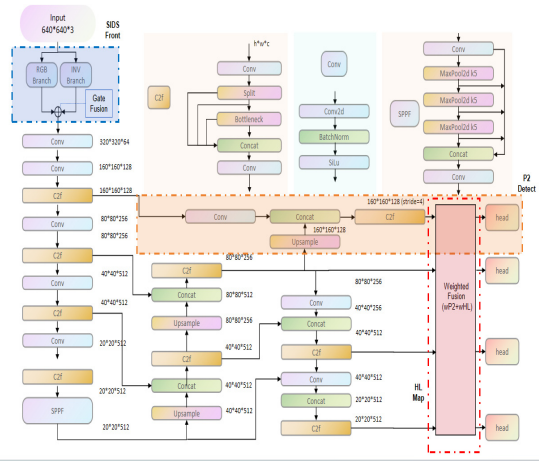 Input
640*640*3
SIDS
Front
RGB
Branch
INV
Branch
Gate
Fusion
Conv
320*320*64
Conv
160*160*128
C2f
160*160*128
Conv
80*80*256
80*80*256
C2f
40*40*512
Conv
40*40*512
C2f
Conv
20*20*512
C2f
20*20*512
SPPF
20*20*512
h*w*c
C2f
Conv
Split
Bottleneck
Concat
Conv
Conv
Conv2d
BatchNorm
SiLu
SPPF
Conv
MaxPool2d k5
MaxPool2d k5
MaxPool2d k5
Concat
Conv
P2
Detect
Conv
Concat
160*160*128 (stride=4)
C2f
160*160*128
Upsample
head
C2f
80*80*256
Concat
80*80*512
Upsample
80*80*256
C2f
40*40*512
Concat
40*40*512
Upsample
40*40*512
80*80*256
Conv
40*40*256
Concat
40*40*512
C2f
Conv
40*40*512
Concat
20*20*512
C2f
20*20*512
Weighted
Fusion
(wP2+wHL)
HL
Map
head
head
head